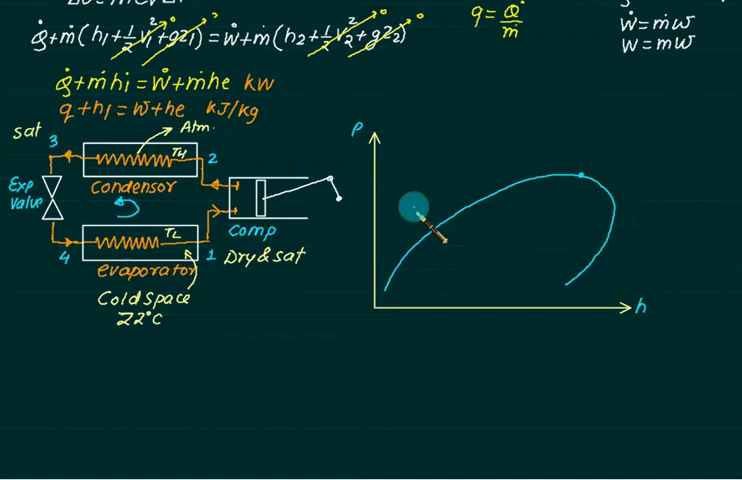 Q̇+ṁ(h₁+½v₁²+gz₁)=ẇ+ṁ(h₂+½v₂²+gz₂)
q = Q̇/ṁ
ẇ=ṁw
W=mw
Q̇+ṁhi=Ẇ+ṁhe kW
q+h₁=w+he kJ/kg
sat
Atm.
3
TH
2
Exp
value
condensor
TL
Comp
4
1
evaporator
Dry&sat
Cold space
22°C
P
h